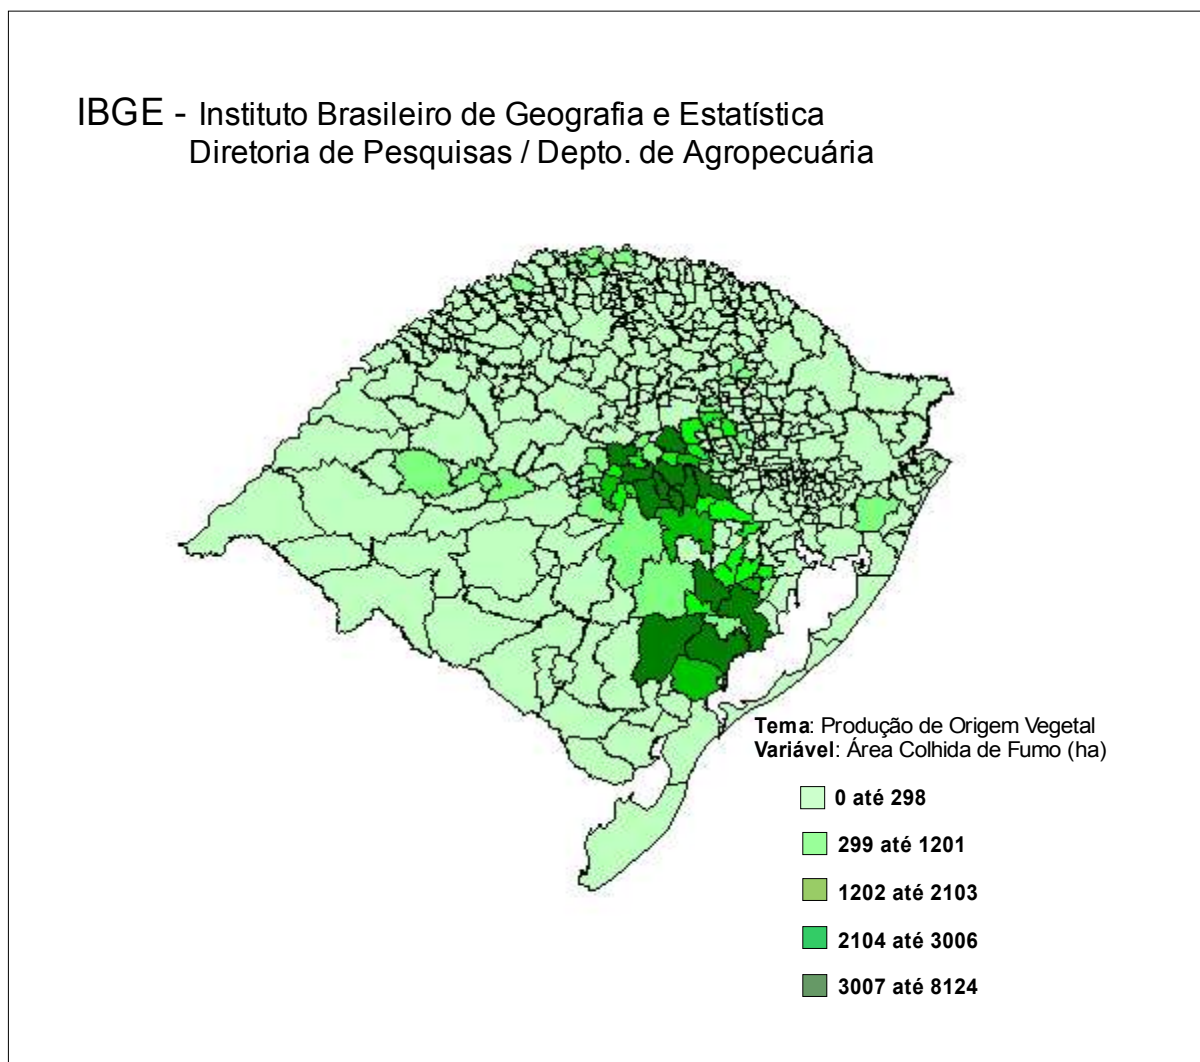 IBGE - Instituto Brasileiro de Geografia e Estatística
Diretoria de Pesquisas / Depto. de Agropecuária
Tema: Produção de Origem Vegetal
Variável: Área Colhida de Fumo (ha)
0 até 298
299 até 1201
1202 até 2103
2104 até 3006
3007 até 8124